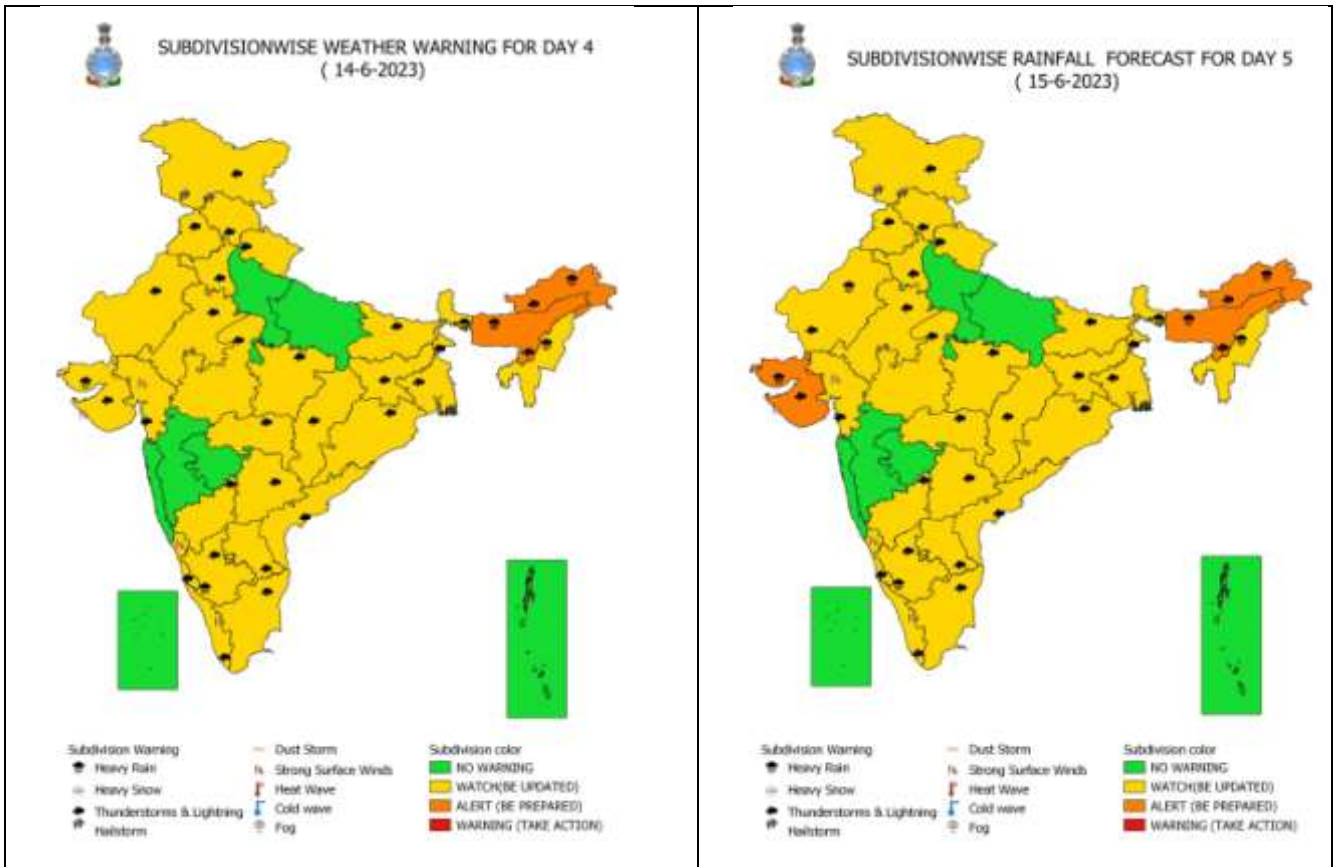 SUBDIVISIONWISE WEATHER WARNING FOR DAY 4
( 14-6-2023)
Subdivision Warning
Heavy Rain
Heavy Snow
Thunderstorms & Lightning
Hailstorm
Dust Storm
Strong Surface Winds
Heat Wave
Cold wave
Fog
Subdivision color
NO WARNING
WATCH(BE UPDATED)
ALERT (BE PREPARED)
WARNING (TAKE ACTION)
SUBDIVISIONWISE RAINFALL FORECAST FOR DAY 5
( 15-6-2023)
Subdivision Warning
Heavy Rain
Heavy Snow
Thunderstorms & Lightning
Hailstorm
Dust Storm
Strong Surface Winds
Heat Wave
Cold wave
Fog
Subdivision color
NO WARNING
WATCH(BE UPDATED)
ALERT (BE PREPARED)
WARNING (TAKE ACTION)